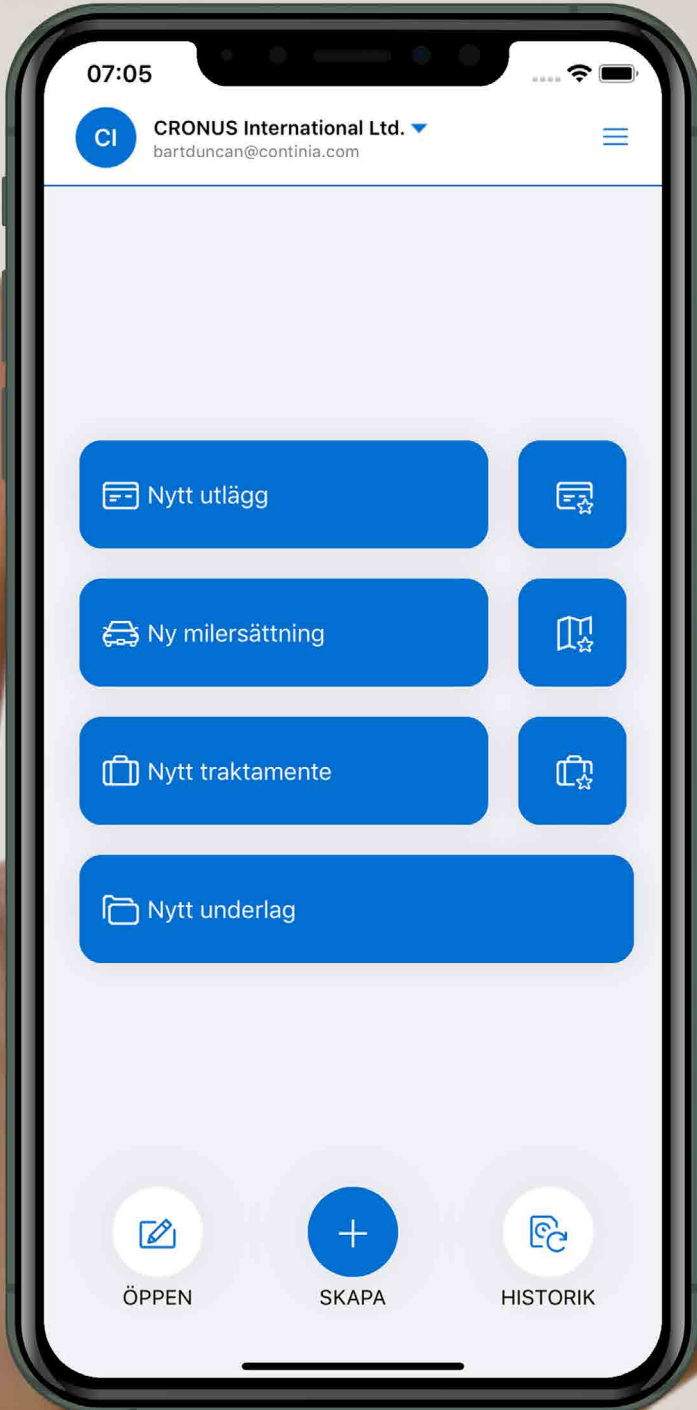 07:05
CI
CRONUS International Ltd.
bartduncan@continia.com
Nytt utlägg
Ny milersättning
Nytt traktamente
Nytt underlag
ÖPPEN
SKAPA
HISTORIK